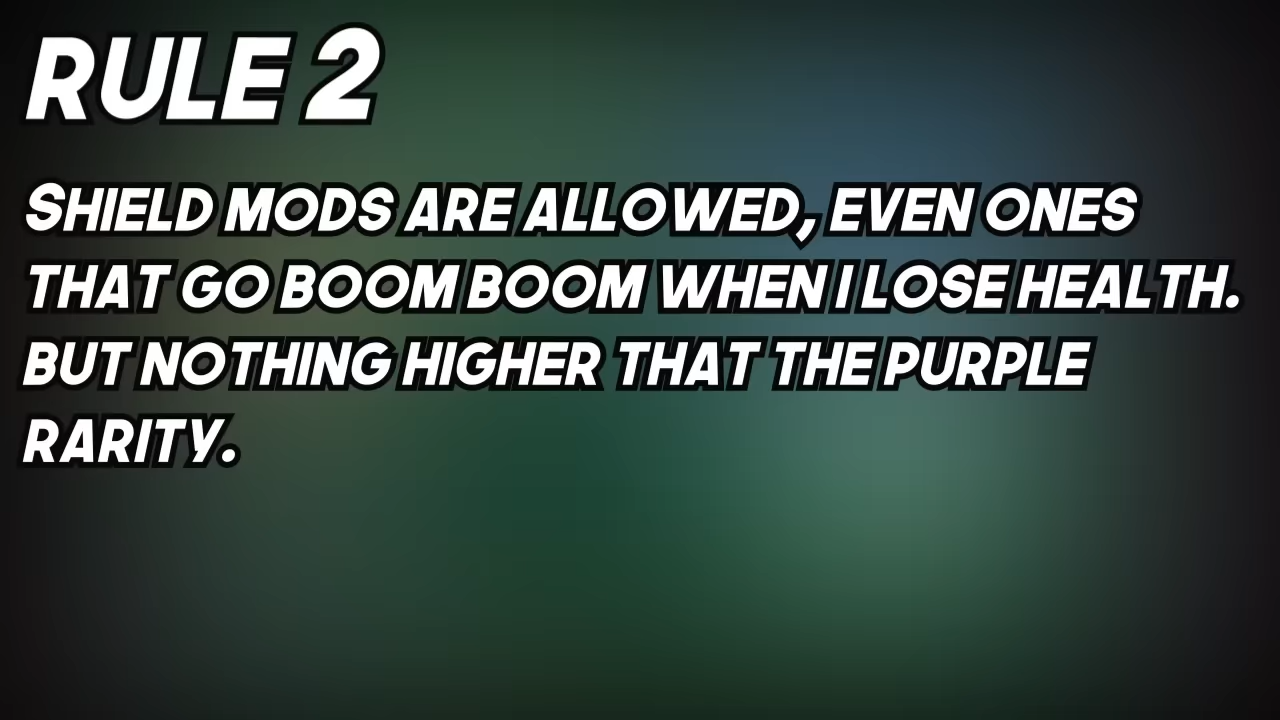 RULE 2
SHIELD MODS ARE ALLOWED, EVEN ONES
THAT GO BOOM BOOM WHEN I LOSE HEALTH.
BUT NOTHING HIGHER THAT THE PURPLE
RARITY.